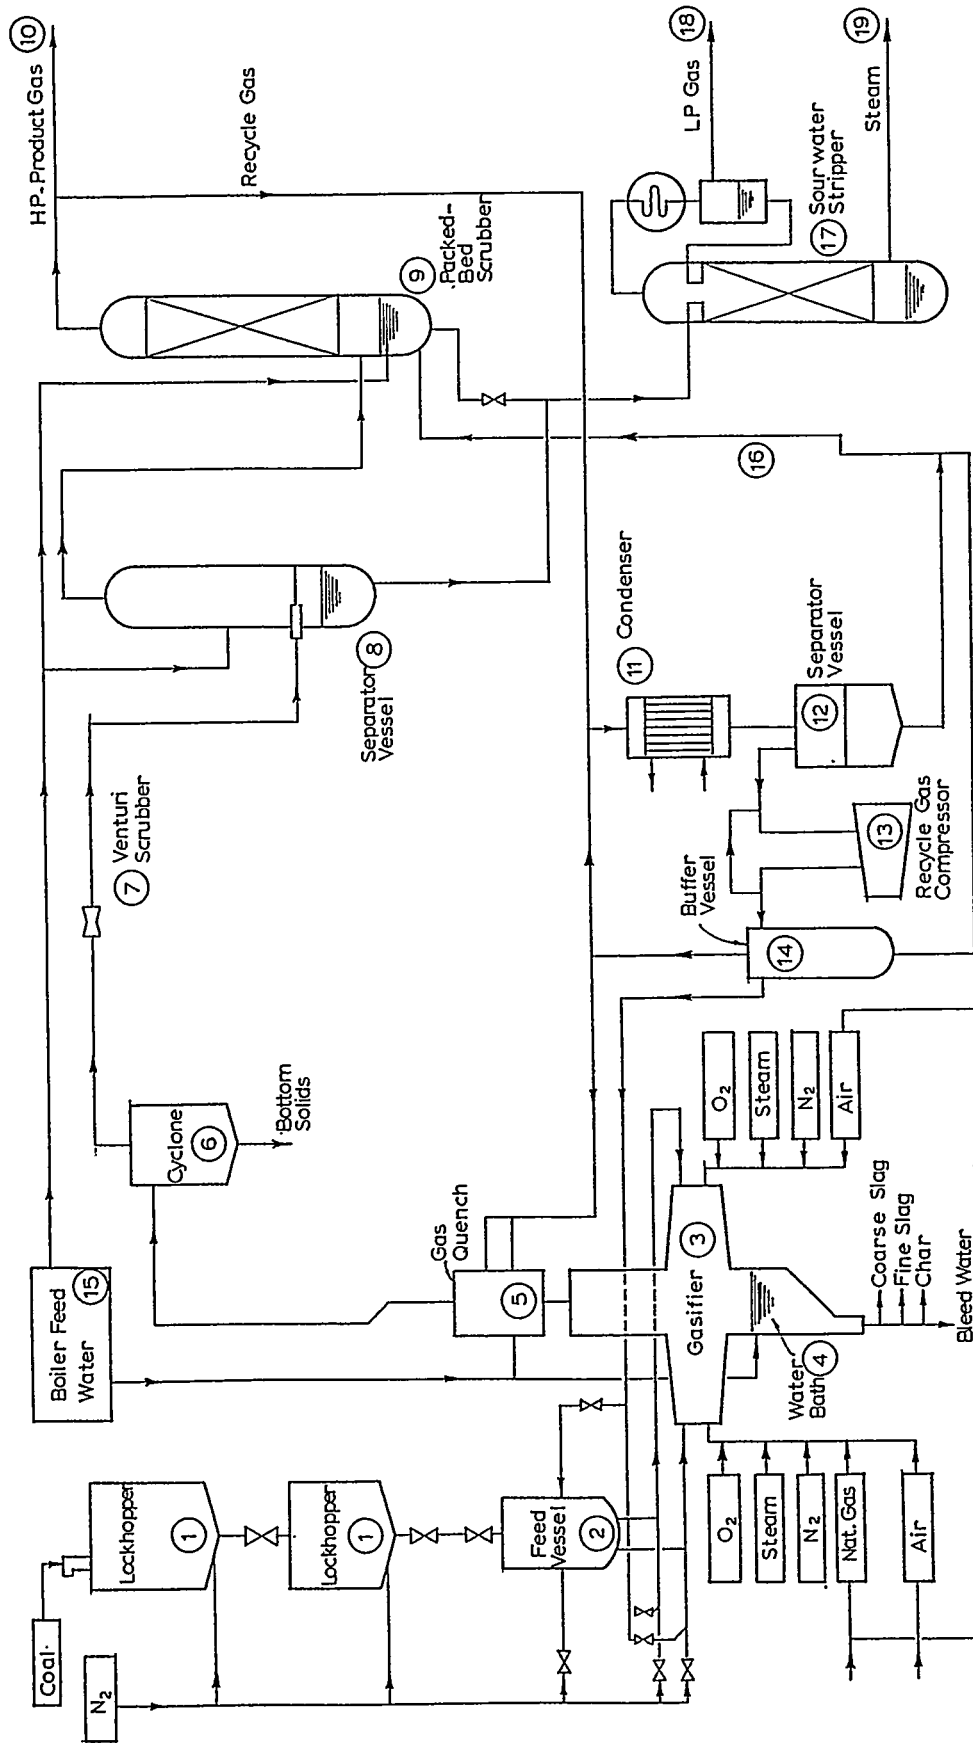 Coal.
N2
Lockhopper
1
Lockhopper
1
Feed
Vessel
2
Boiler Feed
Water
15
Gas
Quench
5
Gasifier
3
Water
Bath
4
Coarse Slag
Fine Slag
Char
Bleed Water
O2
Steam
N2
Nat. Gas
Air
O2
Steam
N2
Air
Cyclone
6
Bottom
Solids
7
Venturi
Scrubber
Separator
Vessel
8
9
Packed-
Bed
Scrubber
HP-Product Gas
10
Recycle Gas
11
Condenser
12
Separator
Vessel
13
Recycle Gas
Compressor
Buffer
Vessel
14
16
17
Sour water
Stripper
LP Gas
18
Steam
19